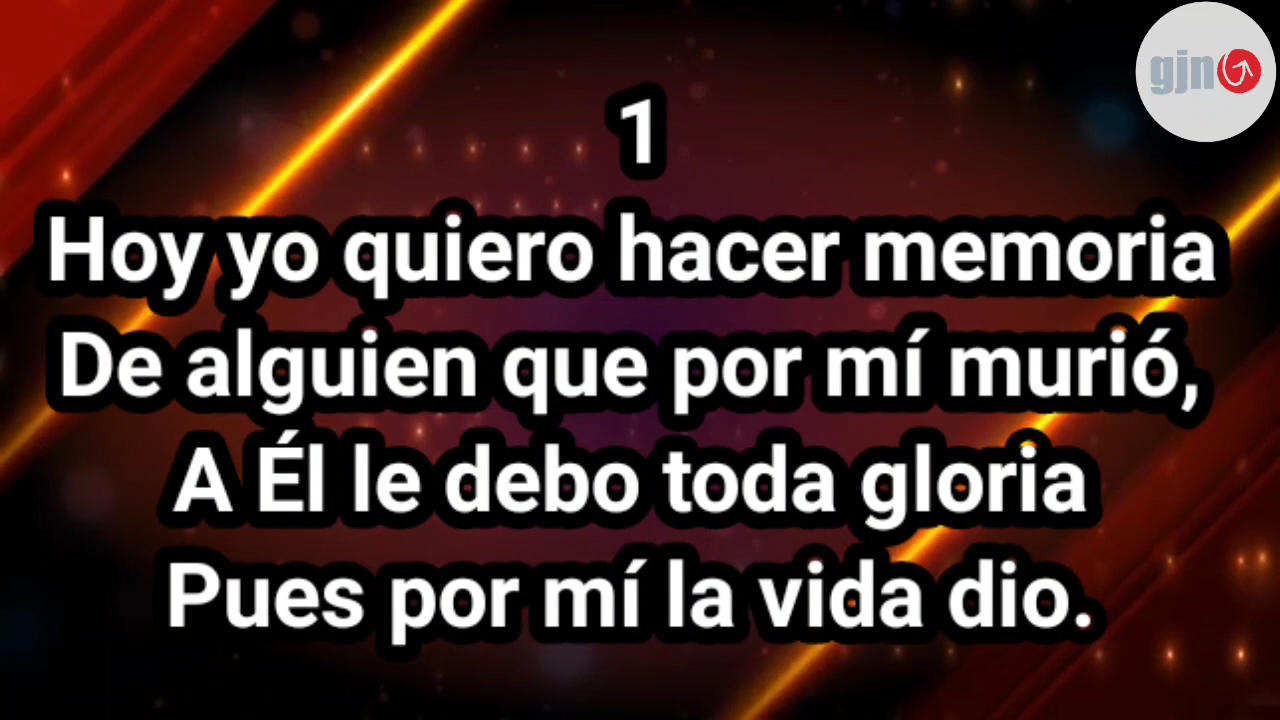 gjn
1
Hoy yo quiero hacer memoria
De alguien que por mí murió,
A Él le debo toda gloria
Pues por mí la vida dio.